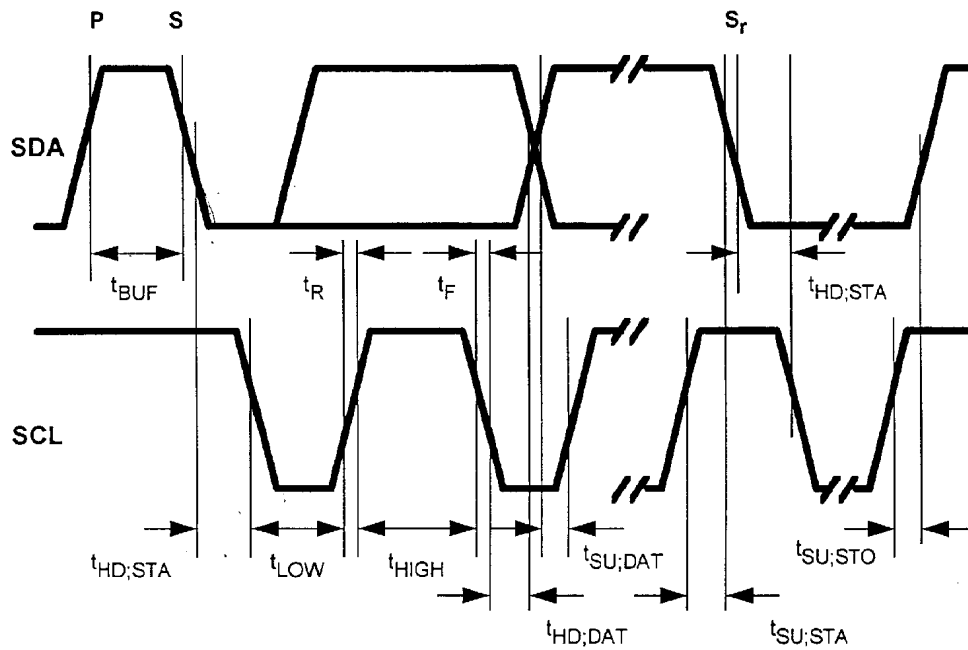 P S Sr
SDA
tBUF tR tF tHD;STA
SCL
tHD;STA tLOW tHIGH tSU;DAT tSU;STO
tHD;DAT tSU;STA